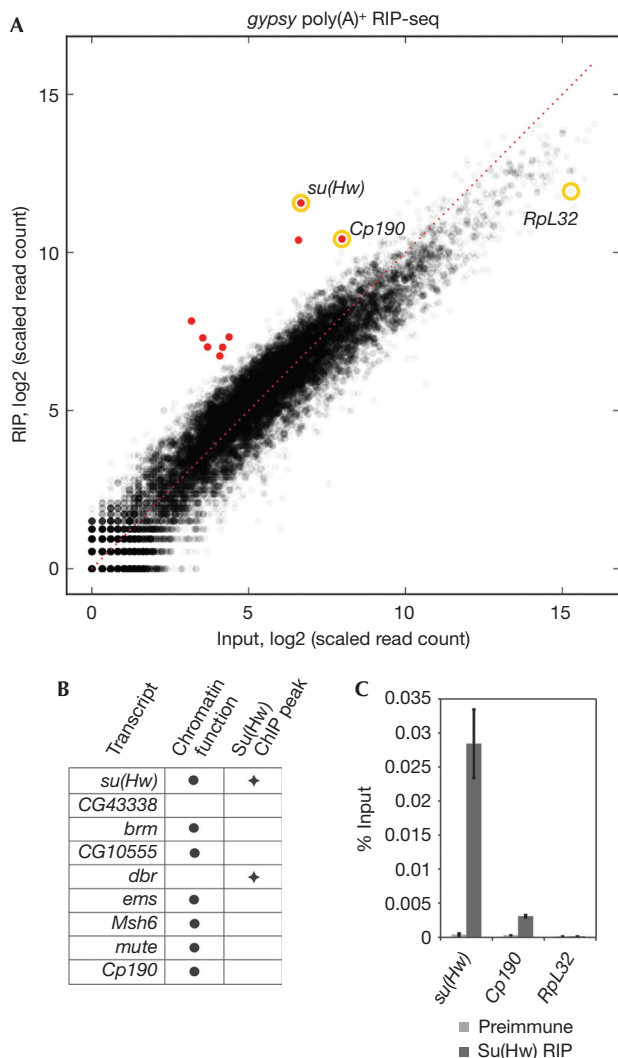 A
gypsy poly(A)+ RIP-seq
RIP, log2 (scaled read count)
15
10
5
0
su(Hw)
Cp190
RpL32
0 5 10 15
Input, log2 (scaled read count)
B
Transcript
Chromatin function
Su(Hw) ChIP peak
su(Hw)
CG43338
brm
CG10555
dbr
ems
Msh6
mute
Cp190
C
% Input
0.035
0.03
0.025
0.02
0.015
0.01
0.005
0
su(Hw)
Cp190
RpL32
Preimmune
Su(Hw) RIP